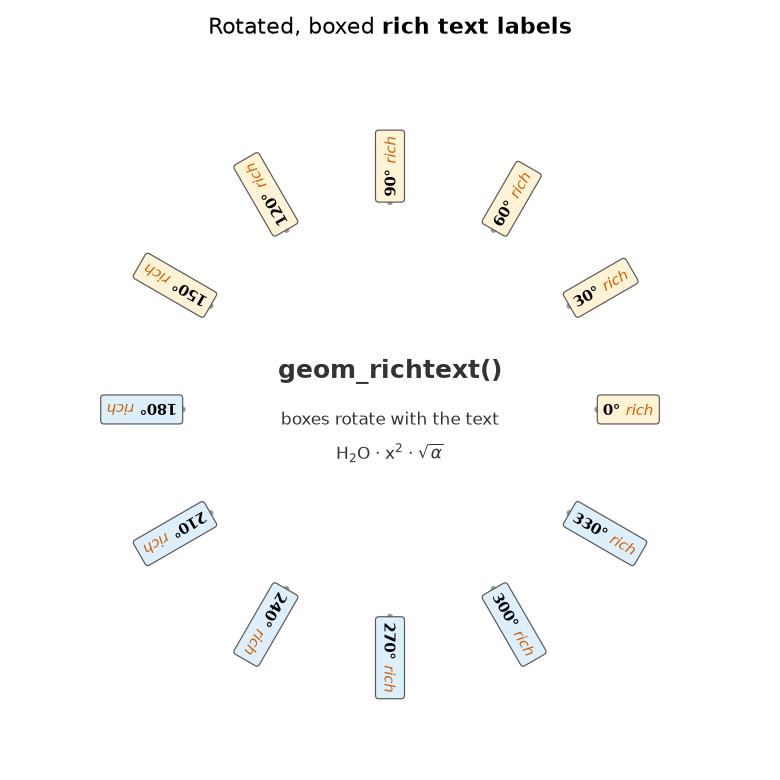 Rotated, boxed rich text labels
90° rich
120° rich
60° rich
150° rich
30° rich
geom_richtext()
180° rich
0° rich
boxes rotate with the text
H₂O · x² · √α
210° rich
330° rich
240° rich
300° rich
270° rich